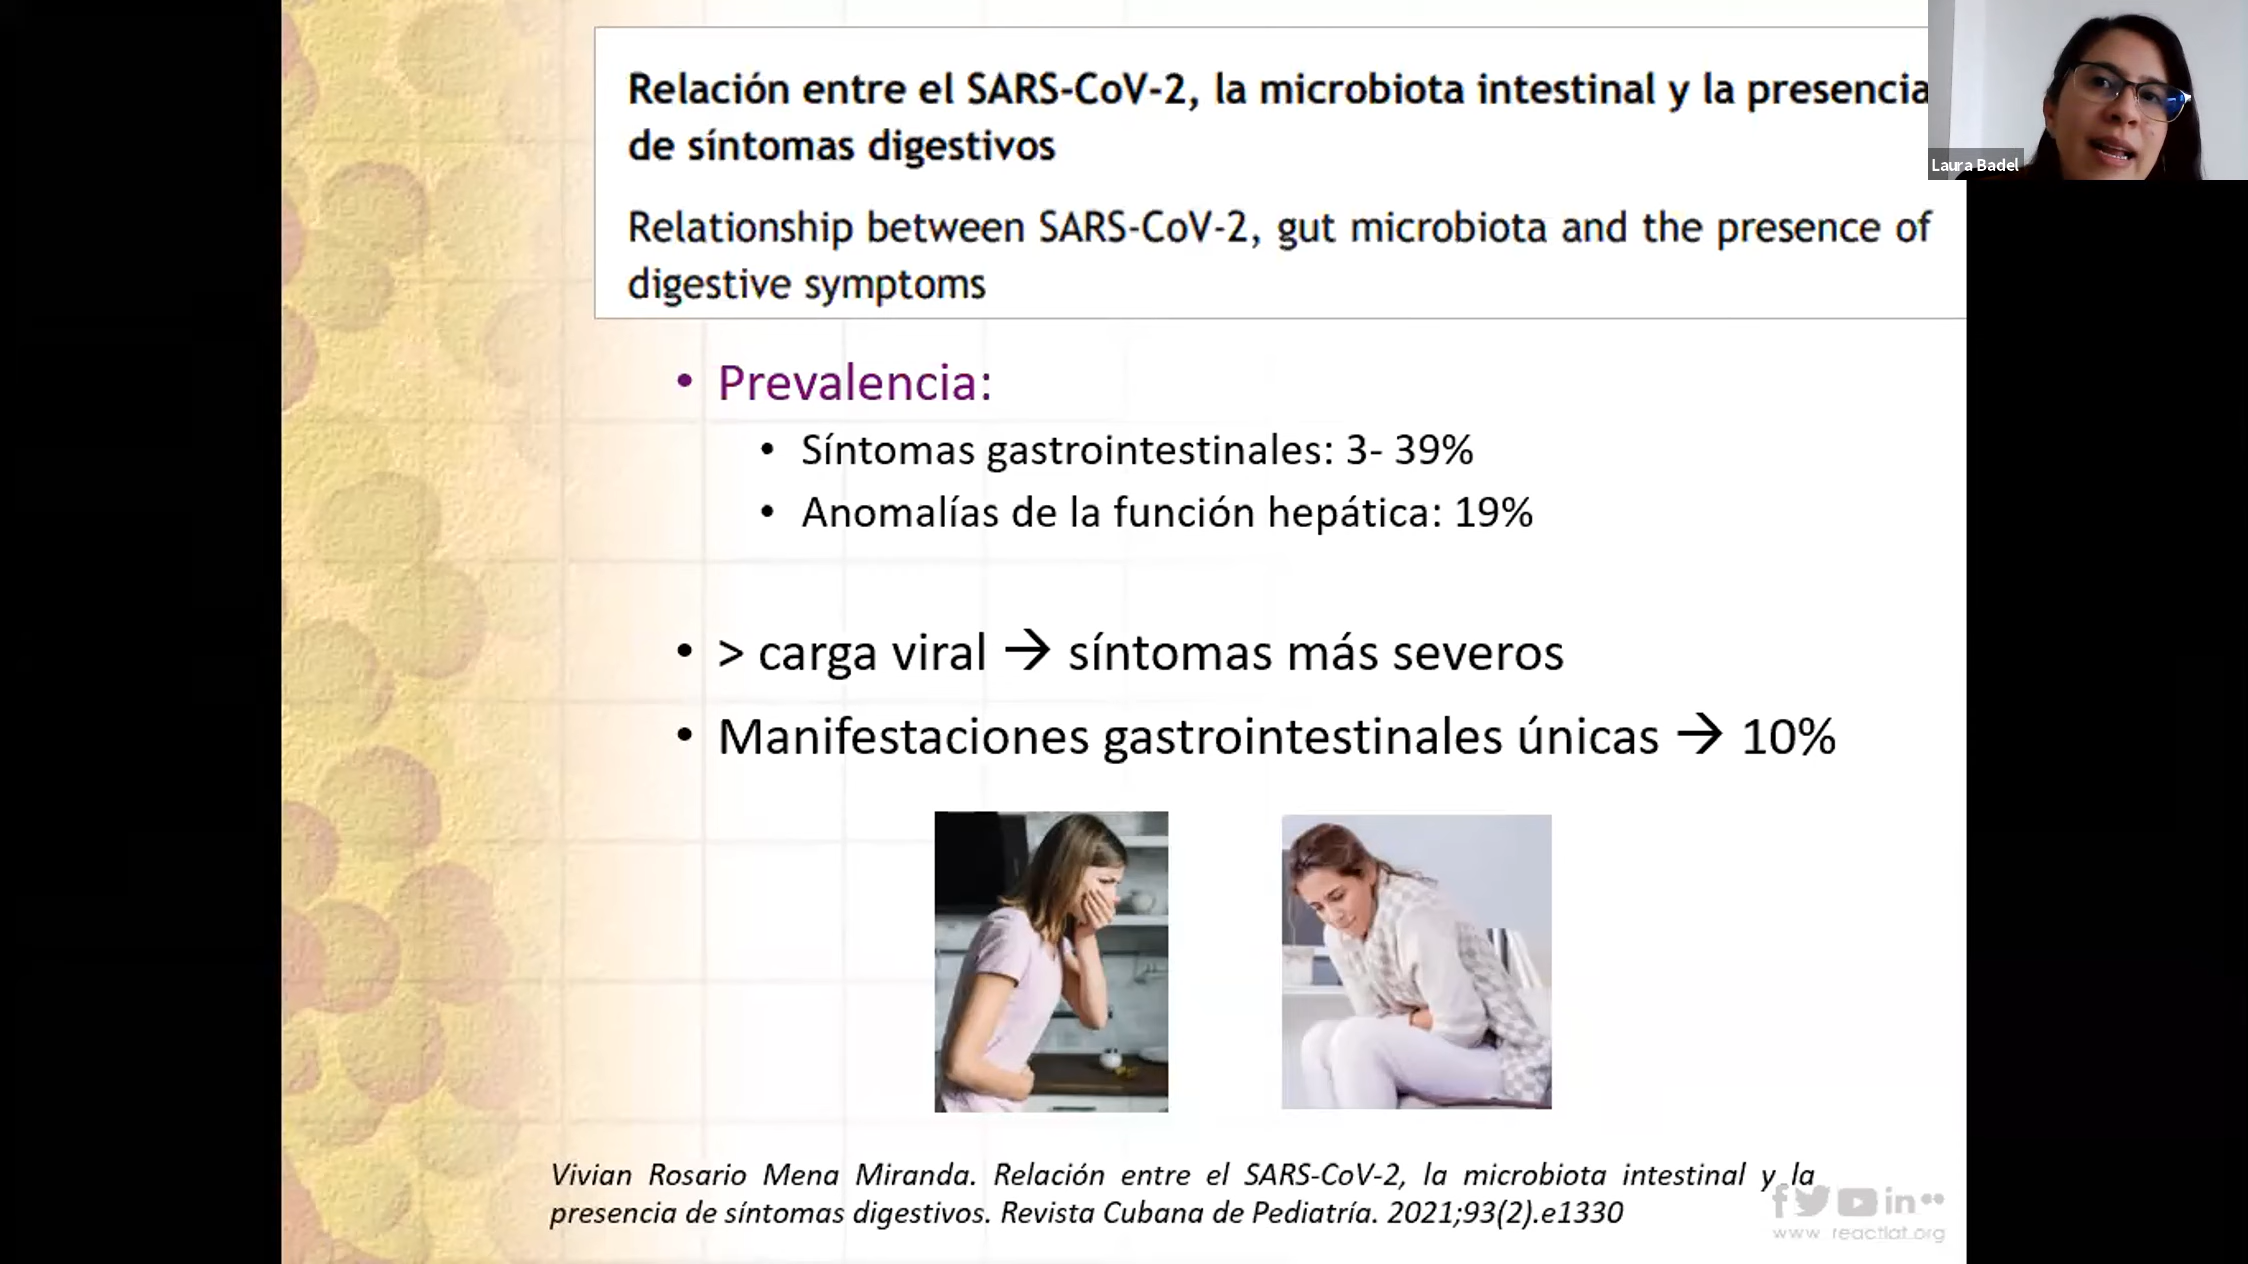 Relación entre el SARS-CoV-2, la microbiota intestinal y la presencia
de síntomas digestivos
Relationship between SARS-CoV-2, gut microbiota and the presence of
digestive symptoms
Laura Badel
• Prevalencia:
• Síntomas gastrointestinales: 3- 39%
• Anomalías de la función hepática: 19%
• > carga viral → síntomas más severos
• Manifestaciones gastrointestinales únicas → 10%
Vivian Rosario Mena Miranda. Relación entre el SARS-CoV-2, la microbiota intestinal y la
presencia de síntomas digestivos. Revista Cubana de Pediatría. 2021;93(2).e1330
www reactlat.org